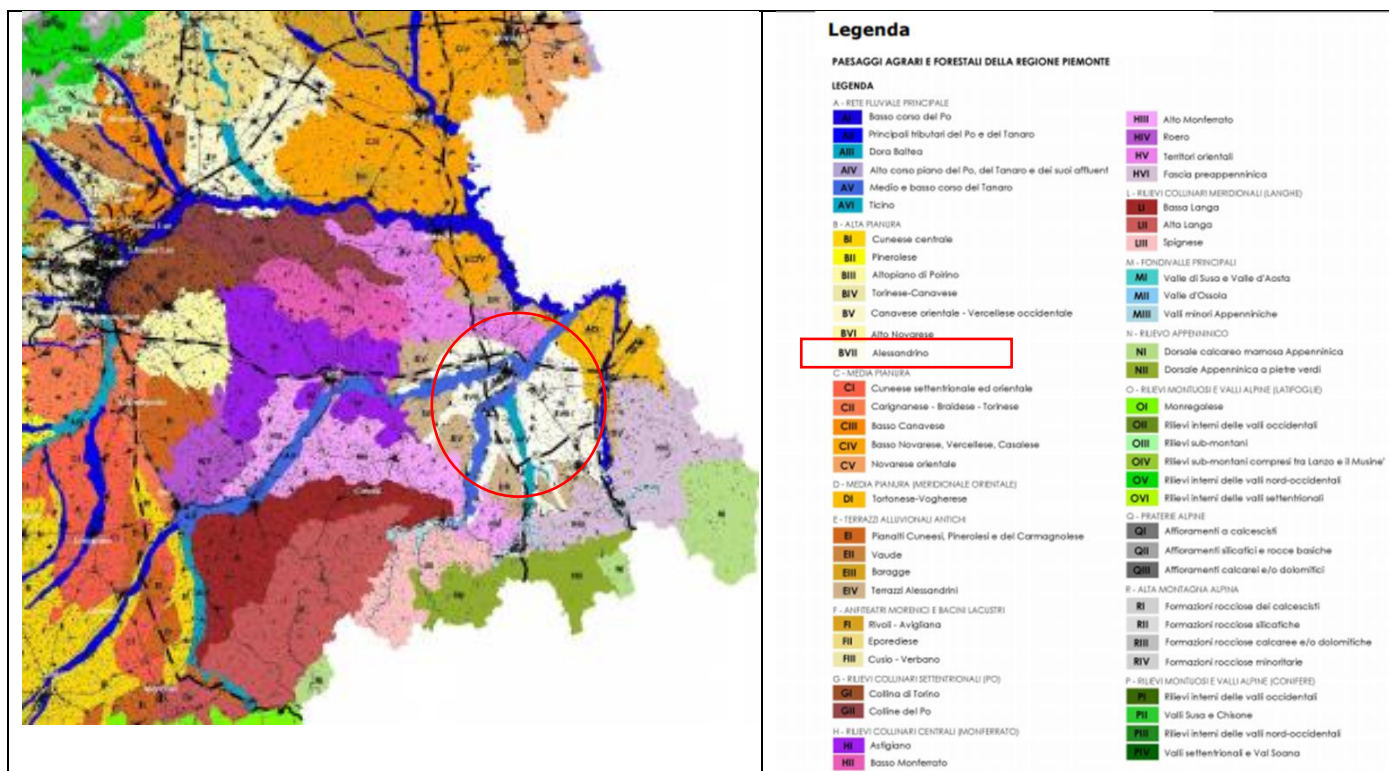 Legenda
PAESAGGI AGRARI E FORESTALI DELLA REGIONE PIEMONTE
LEGENDA
A - RETE FLUVIALE PRINCIPALE
Basso corso del Po
Principali tributari del Po e del Tanaro
AIII Dora Baltea
AIV Alto corso piano del Po, del Tanaro e dei suoi affluent
AV Medio e basso corso del Tanaro
AVI Ticino
B - ALTA PIANURA
BI Cuneese centrale
BII Pinerolese
BIII Altopiano di Poirino
BIV Torinese-Canavese
BV Canavese orientale - Vercellese occidentale
BVI Alto Novarese
BVII Alessandrino
C - MEDIA PIANURA
CI Cuneese settentrionale ed orientale
CII Carignanese - Braidese - Torinese
CIII Basso Canavese
CIV Basso Novarese, Vercellese, Casalese
CV Novarese orientale
D - MEDIA PIANURA (MERIDIONALE ORIENTALE)
DI Tortonese-Vogherese
E - TERRAZZI ALLUVIONALI ANTICHI
EI Pianalti Cuneesi, Pinerolesi e del Carmagnolese
EII Vaude
EIII Baragge
EIV Terrazzi Alessandrini
F - ANFITEATRI MORENICI E BACINI LACUSTRI
FI Rivoli - Avigliana
FII Eporediese
FIII Cusio - Verbano
G - RILIEVI COLLINARI SETTENTRIONALI (PO)
GI Collina di Torino
GII Colline del Po
H - RILIEVI COLLINARI CENTRALI (MONFERRATO)
HI Astigiano
HII Basso Monferrato
HIII Alto Monferrato
HIV Roero
HV Territori orientali
HVI Fascia preappenninica
L - RILIEVI COLLINARI MERIDIONALI (LANGHE)
LI Bassa Langa
LII Alta Langa
LIII Spignese
M - FONDIVALLE PRINCIPALI
MI Valle di Susa e Valle d'Aosta
MII Valle d'Ossola
MIII Valli minori Appenniniche
N - RILIEVO APPENNINICO
NI Dorsale calcareo marnosa Appenninica
NII Dorsale Appenninica a pietre verdi
O - RILIEVI MONTUOSI E VALLI ALPINE (LATIFOGLIE)
OI Monregalese
OII Rilievi interni delle valli occidentali
OIII Rilievi sub-montani
OIV Rilievi sub-montani compresi tra Lanzo e il Musine'
OV Rilievi interni delle valli nord-occidentali
OVI Rilievi interni delle valli settentrionali
Q - PRATERIE ALPINE
QI Affioramenti a calcescisti
QII Affioramenti silicatici e rocce basiche
QIII Affioramenti calcarei e/o dolomitici
R - ALTA MONTAGNA ALPINA
RI Formazioni rocciose dei calcescisti
RII Formazioni rocciose silicatiche
RIII Formazioni rocciose calcaree e/o dolomitiche
RIV Formazioni rocciose minoritarie
P - RILIEVI MONTUOSI E VALLI ALPINE (CONIFERE)
PI Rilievi interni delle valli occidentali
PII Valli Susa e Chisone
PIII Rilievi interni delle valli nord-occidentali
PIV Valli settentrionali e Val Soana